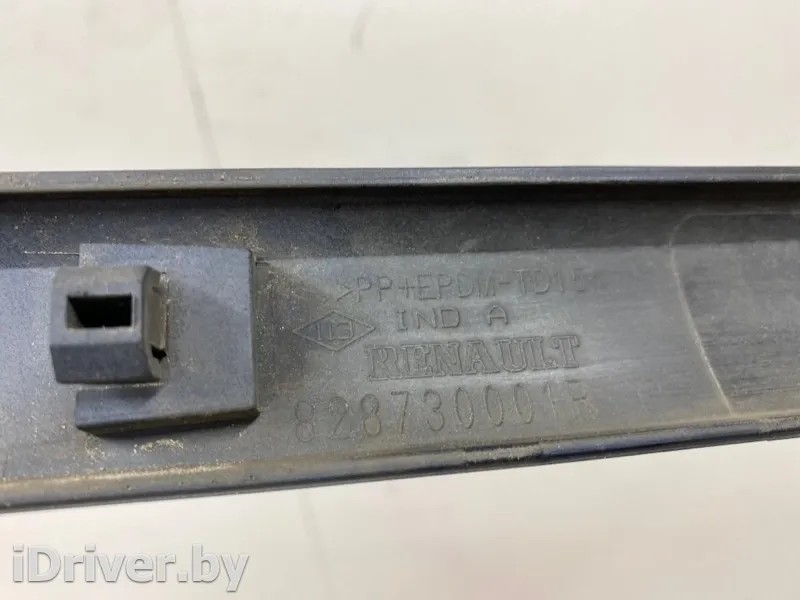 >PP+EPDM-TD15
IND A
RENAULT
828730001R
iDriver.by